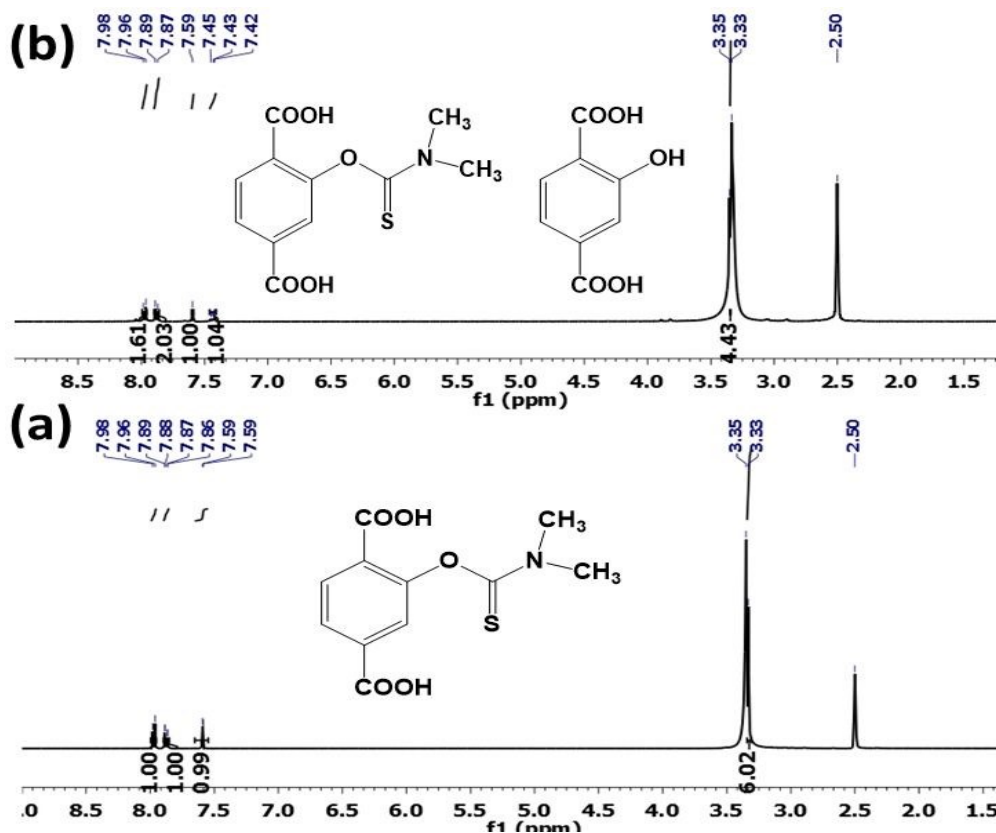 (b)
7.98
7.96
7.89
7.87
7.59
7.45
7.43
7.42
3.35
3.33
2.50
COOH
O
N
CH₃
CH₃
S
COOH
COOH
OH
COOH
1.61
2.03
1.00
1.04
4.43
8.5 8.0 7.5 7.0 6.5 6.0 5.5 5.0 4.5 4.0 3.5 3.0 2.5 2.0 1.5
f1 (ppm)
(a)
7.98
7.96
7.89
7.88
7.87
7.86
7.59
7.59
3.35
3.33
2.50
COOH
O
N
CH₃
CH₃
S
COOH
1.00
1.00
0.99
6.02
.0 8.5 8.0 7.5 7.0 6.5 6.0 5.5 5.0 4.5 4.0 3.5 3.0 2.5 2.0 1.5
f1 (ppm)